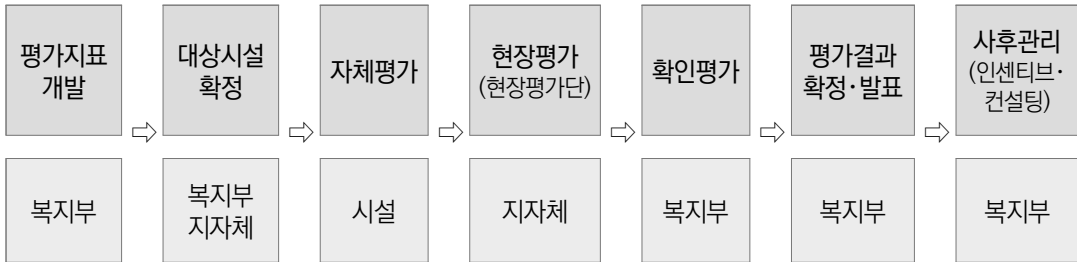 평가지표
개발
대상시설
확정
자체평가
현장평가
(현장평가단)
확인평가
평가결과
확정·발표
사후관리
(인센티브·
컨설팅)
복지부
복지부
지자체
시설
지자체
복지부
복지부
복지부